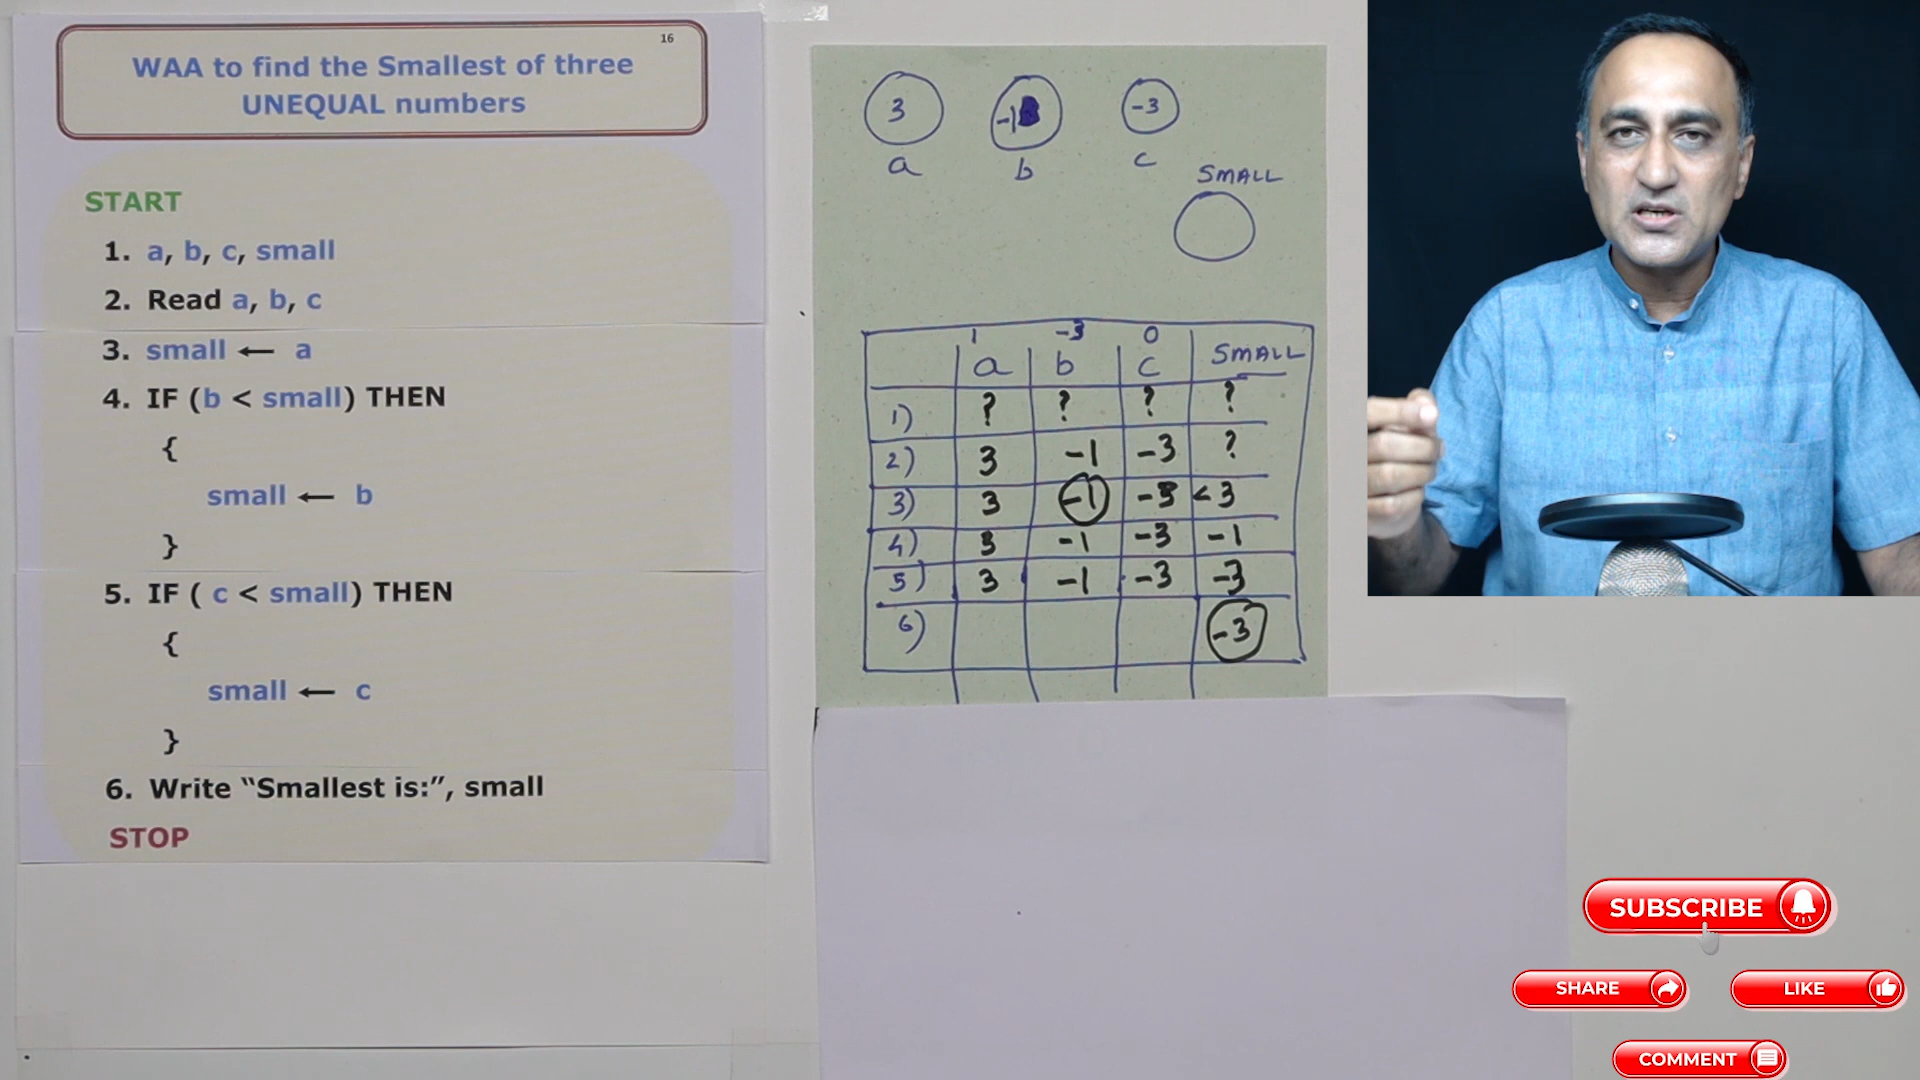 16
WAA to find the Smallest of three
UNEQUAL numbers
START
1. a, b, c, small
2. Read a, b, c
3. small ← a
4. IF (b < small) THEN
{
small ← b
}
5. IF ( c < small) THEN
{
small ← c
}
6. Write “Smallest is:”, small
STOP
3 -1 -3
a b c
SMALL
1 -3 0
a b c SMALL
1) ? ? ? ?
2) 3 -1 -3 ?
3) 3 -1 -3 < 3
4) 3 -1 -3 -1
5) 3 -1 -3 -3
6) -3
SUBSCRIBE
SHARE LIKE
COMMENT